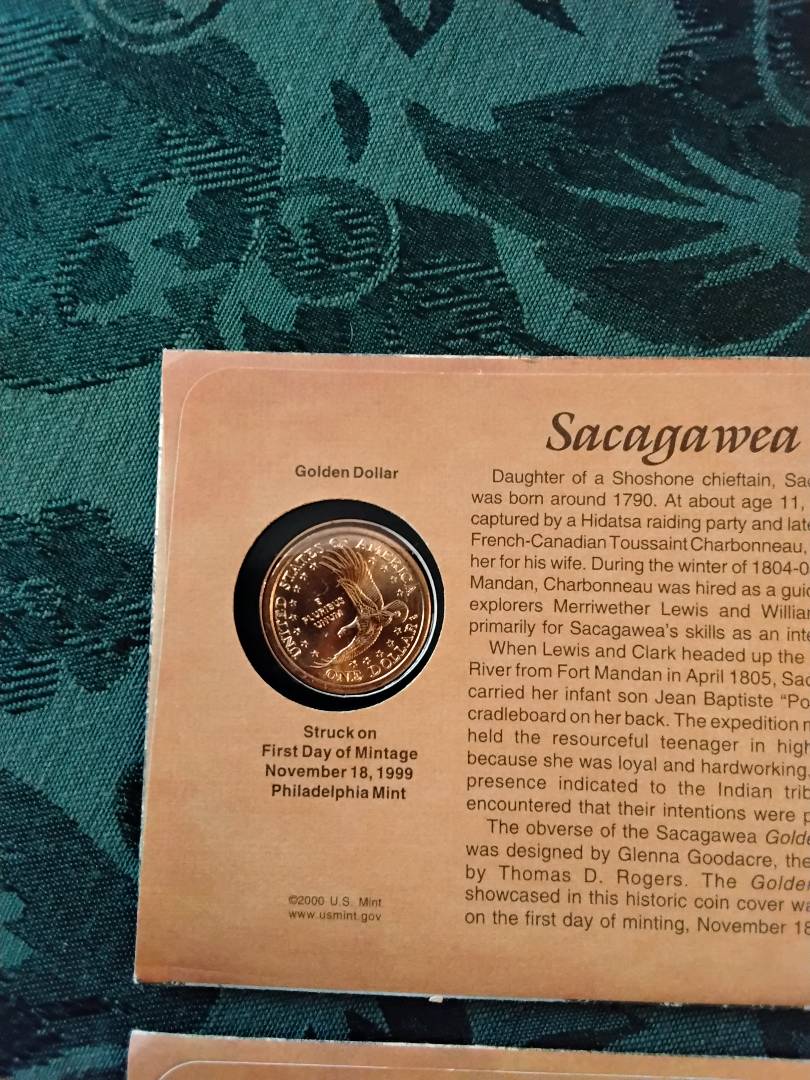 Sacagawea
Golden Dollar
UNITED STATES OF AMERICA
E
PLURIBUS
UNUM
ONE DOLLAR
Struck on
First Day of Mintage
November 18, 1999
Philadelphia Mint
©2000 U.S. Mint
www.usmint.gov
Daughter of a Shoshone chieftain,
was born around 1790. At about age 11,
captured by a Hidatsa raiding party and
French-Canadian Toussaint Charbonneau,
her for his wife. During the winter of
Mandan, Charbonneau was hired as a
explorers Merriwether Lewis and
primarily for Sacagawea's skills as an
When Lewis and Clark headed up the
River from Fort Mandan in April 1805,
carried her infant son Jean Baptiste
cradleboard on her back. The expedition
held the resourceful teenager in
because she was loyal and hardworking,
presence indicated to the Indian
encountered that their intentions were
The obverse of the Sacagawea
was designed by Glenna Goodacre, the
by Thomas D. Rogers. The
showcased in this historic coin cover
on the first day of minting, November